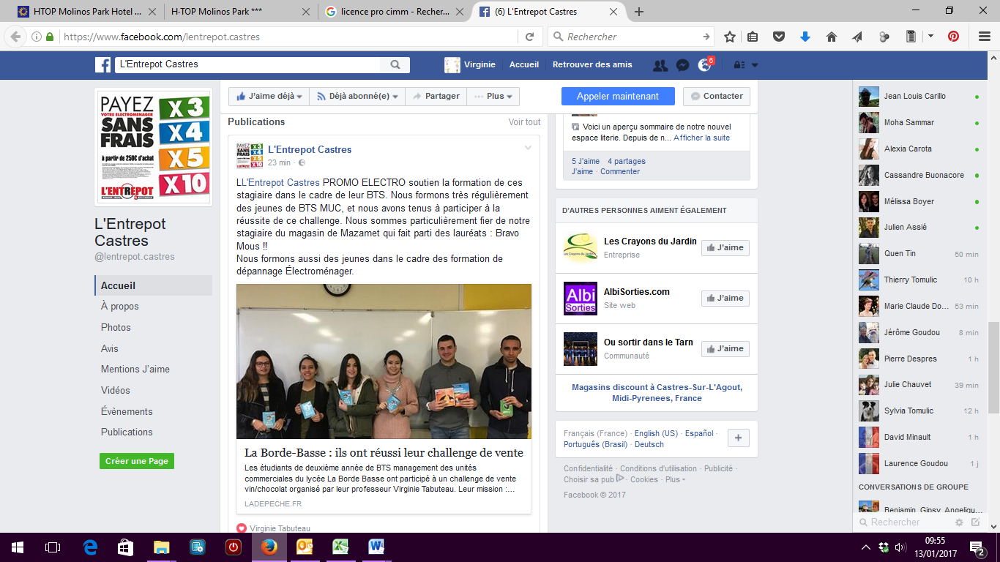 HTOP Molinos Park Hotel ...
H·TOP Molinos Park ***
licence pro cimm - Recher...
(6) L'Entrepot Castres
https://www.facebook.com/lentrepot.castres
Rechercher
L'Entrepot Castres
Virginie
Accueil
Retrouver des amis
6
PAYEZ
VOTRE ELECTROMENAGER
SANS
FRAIS
à partir de 250€ d'achat
L'ENTREPOT
X3
X4
X5
X10
L'Entrepot
Castres
@lentrepot.castres
Accueil
À propos
Photos
Avis
Mentions J'aime
Vidéos
Évènements
Publications
Créer une Page
J'aime déjà
Déjà abonné(e)
Partager
Plus
Appeler maintenant
Contacter
Publications
Voir tout
L'Entrepot Castres
23 min
LL'Entrepot Castres PROMO ELECTRO soutien la formation de ces
stagiaire dans le cadre de leur BTS. Nous formons très régulièrement
des jeunes de BTS MUC, et nous avons tenus à participer à la
réussite de ce challenge. Nous sommes particulièrement fier de notre
stagiaire du magasin de Mazamet qui fait parti des lauréats : Bravo
Mous !!
Nous formons aussi des jeunes dans le cadre des formation de
dépannage Électroménager.
La Borde-Basse : ils ont réussi leur challenge de vente
Les étudiants de deuxième année de BTS management des unités
commerciales du lycée La Borde Basse ont participé à un challenge de vente
vin/chocolat organisé par leur professeur Virginie Tabuteau. Leur mission :...
LADEPECHE.FR
Virginie Tabuteau
Voici un aperçu sommaire de notre nouvel
espace literie. Depuis de n... Afficher la suite
5 J'aime 4 partages
J'aime · Commenter
D'AUTRES PERSONNES AIMENT ÉGALEMENT
Les Crayons du Jardin
Entreprise
J'aime
AlbiSorties.com
Site web
J'aime
Albi
Sorties
Ou sortir dans le Tarn
Communauté
J'aime
Magasins discount à Castres-Sur-L'Agout,
Midi-Pyrenees, France
Français (France) · English (US) · Español ·
Português (Brasil) · Deutsch
Confidentialité · Conditions d'utilisation · Publicité ·
Choisir sa pub · Cookies · Plus
Facebook © 2017
Jean Louis Carillo
Moha Sammar
Alexia Carota
Cassandre Buonacore
Mélissa Boyer
Julien Assié
Quen Tin 50 min
Thierry Tomulic 10 h
Marie Claude Do... 53 min
Jérôme Goudou 8 min
Pierre Despres 1 h
Julie Chauvet 39 min
Sylvia Tomulic 12 h
David Minault 1 h
Laurence Goudou 1 j
CONVERSATIONS DE GROUPE
Benjamin, Gipsy, Angeliqu...
Rechercher
09:55
13/01/2017
2